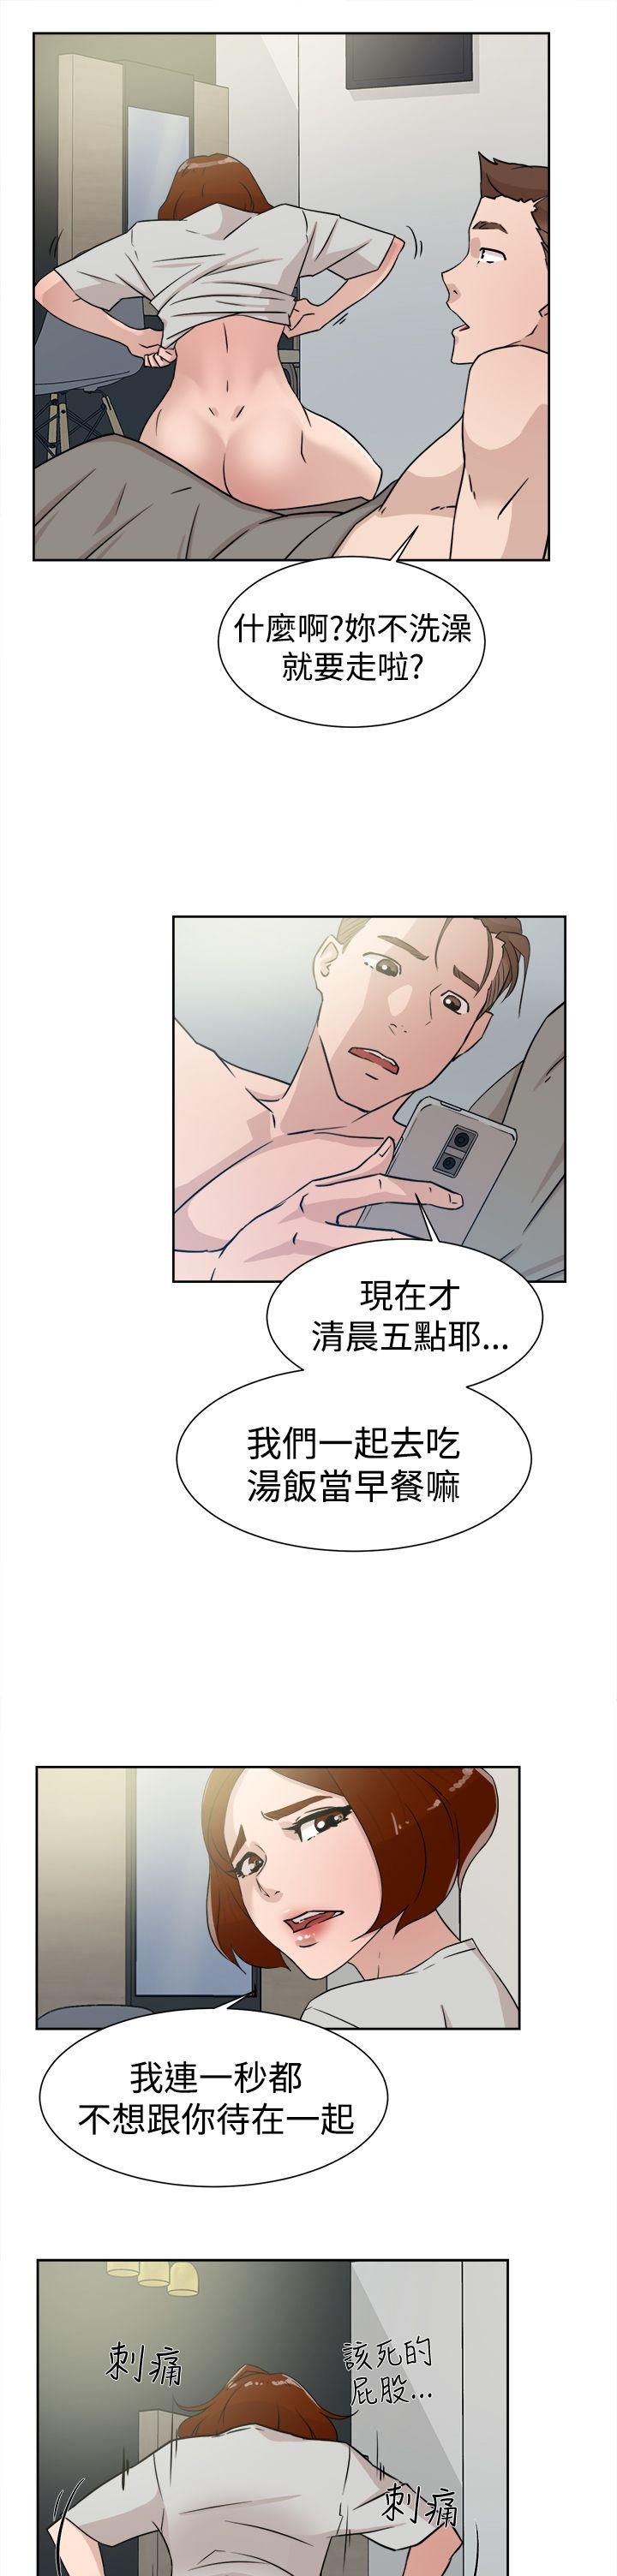 什麼啊?妳不洗澡
就要走啦?
現在才
清晨五點耶...
我們一起去吃
湯飯當早餐嘛
我連一秒都
不想跟你待在一起
刺痛
該死的
屁股...
刺痛